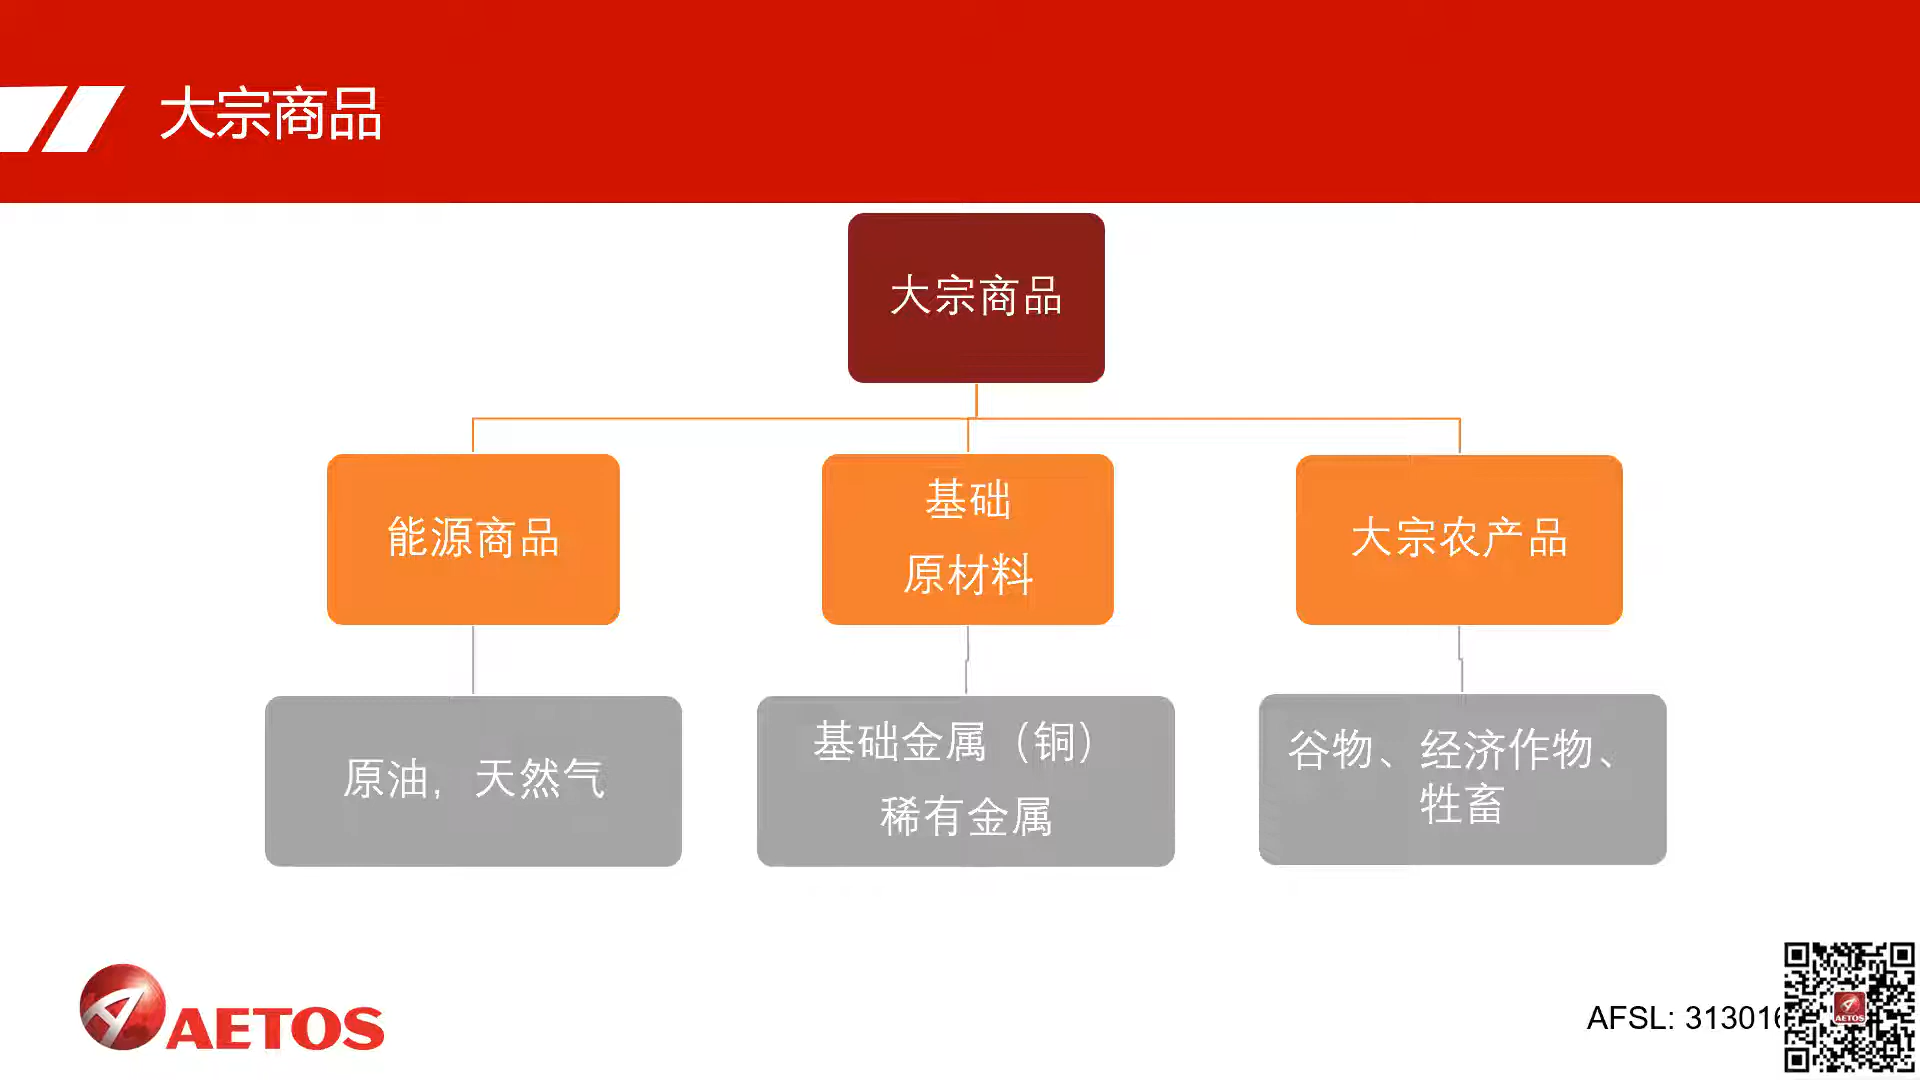 大宗商品
大宗商品
能源商品
基础
原材料
大宗农产品
原油，天然气
基础金属（铜）
稀有金属
谷物、经济作物、
牲畜
AETOS
AFSL: 313016
AETOS